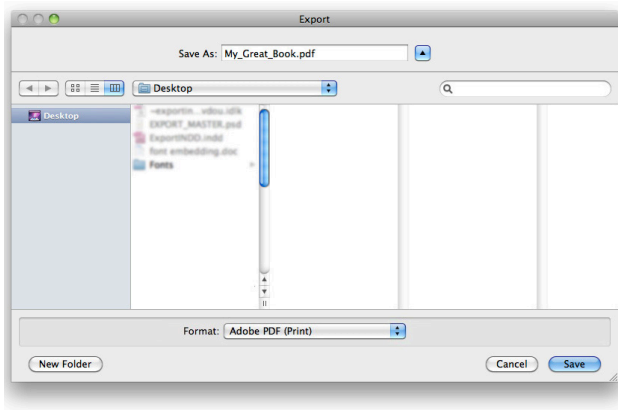 Export
Save As: My_Great_Book.pdf
Desktop
Desktop
EXPORT_MASTER.psd
ExportINDD.indd
font embedding.doc
Fonts
Format: Adobe PDF (Print)
New Folder
Cancel
Save